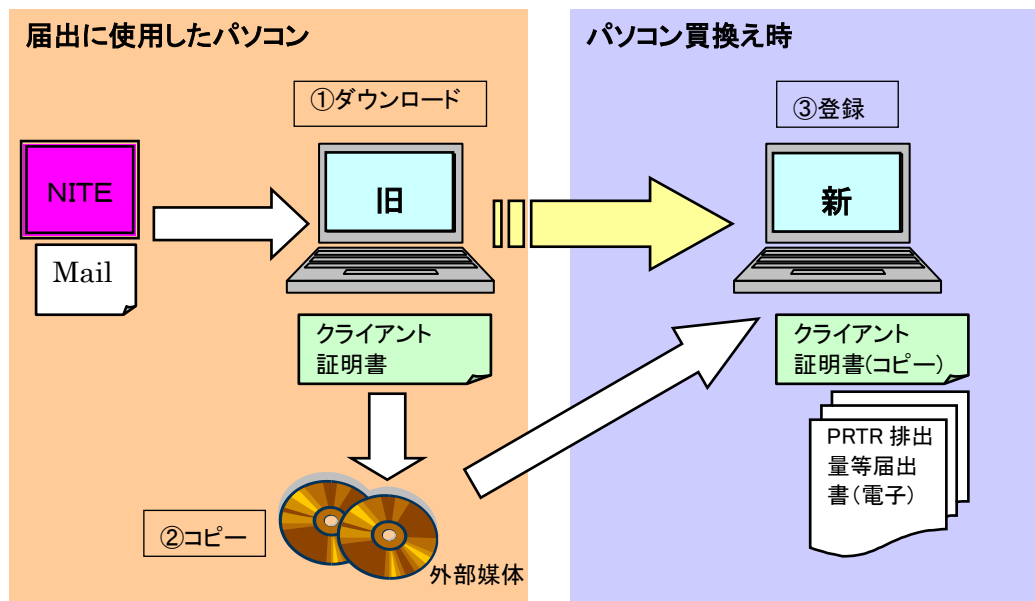 届出に使用したパソコン
パソコン買換え時
①ダウンロード
③登録
NITE
旧
新
Mail
クライアント
証明書
クライアント
証明書(コピー)
PRTR 排出
量等届出
書(電子)
②コピー
外部媒体